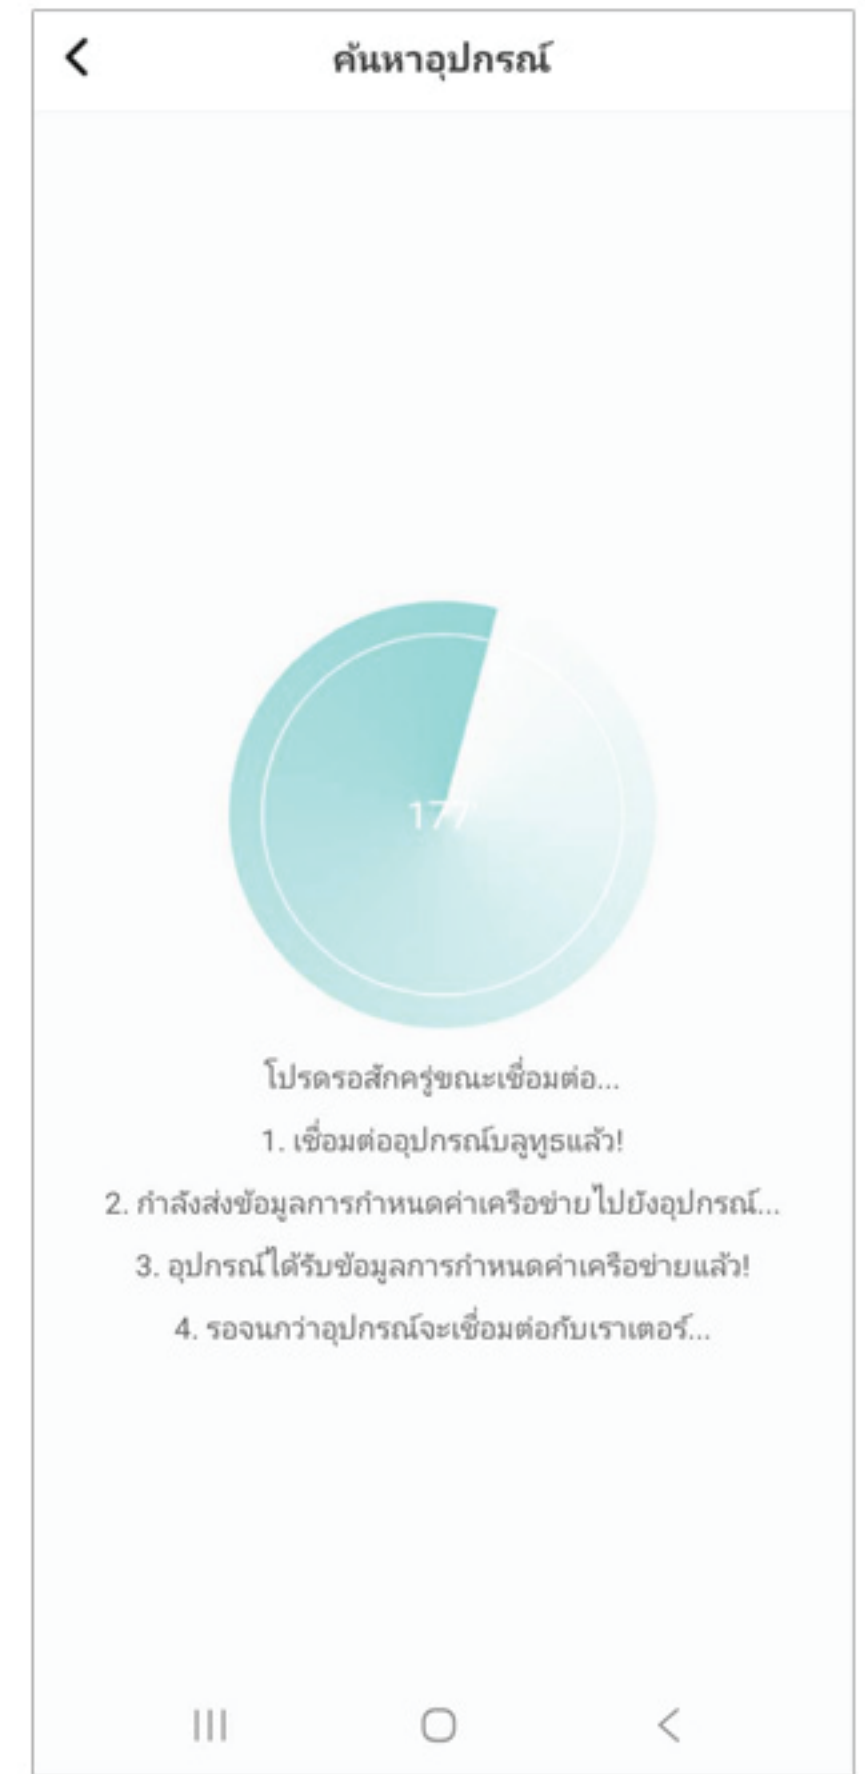 ค้นหาอุปกรณ์
177
โปรดรอสักครู่ขณะเชื่อมต่อ...
1. เชื่อมต่ออุปกรณ์บลูทูธแล้ว!
2. กำลังส่งข้อมูลการกำหนดค่าเครือข่ายไปยังอุปกรณ์...
3. อุปกรณ์ได้รับข้อมูลการกำหนดค่าเครือข่ายแล้ว!
4. รอจนกว่าอุปกรณ์จะเชื่อมต่อกับเราเตอร์...